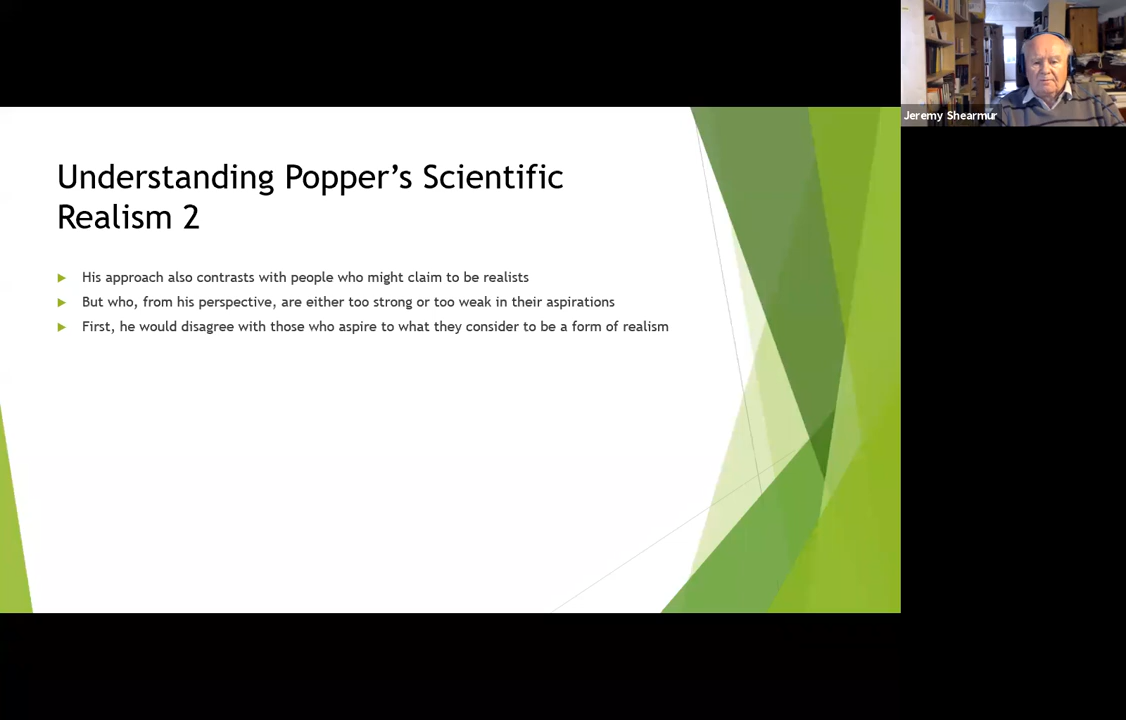 Understanding Popper’s Scientific
Realism 2
His approach also contrasts with people who might claim to be realists
But who, from his perspective, are either too strong or too weak in their aspirations
First, he would disagree with those who aspire to what they consider to be a form of realism
Jeremy Shearmur